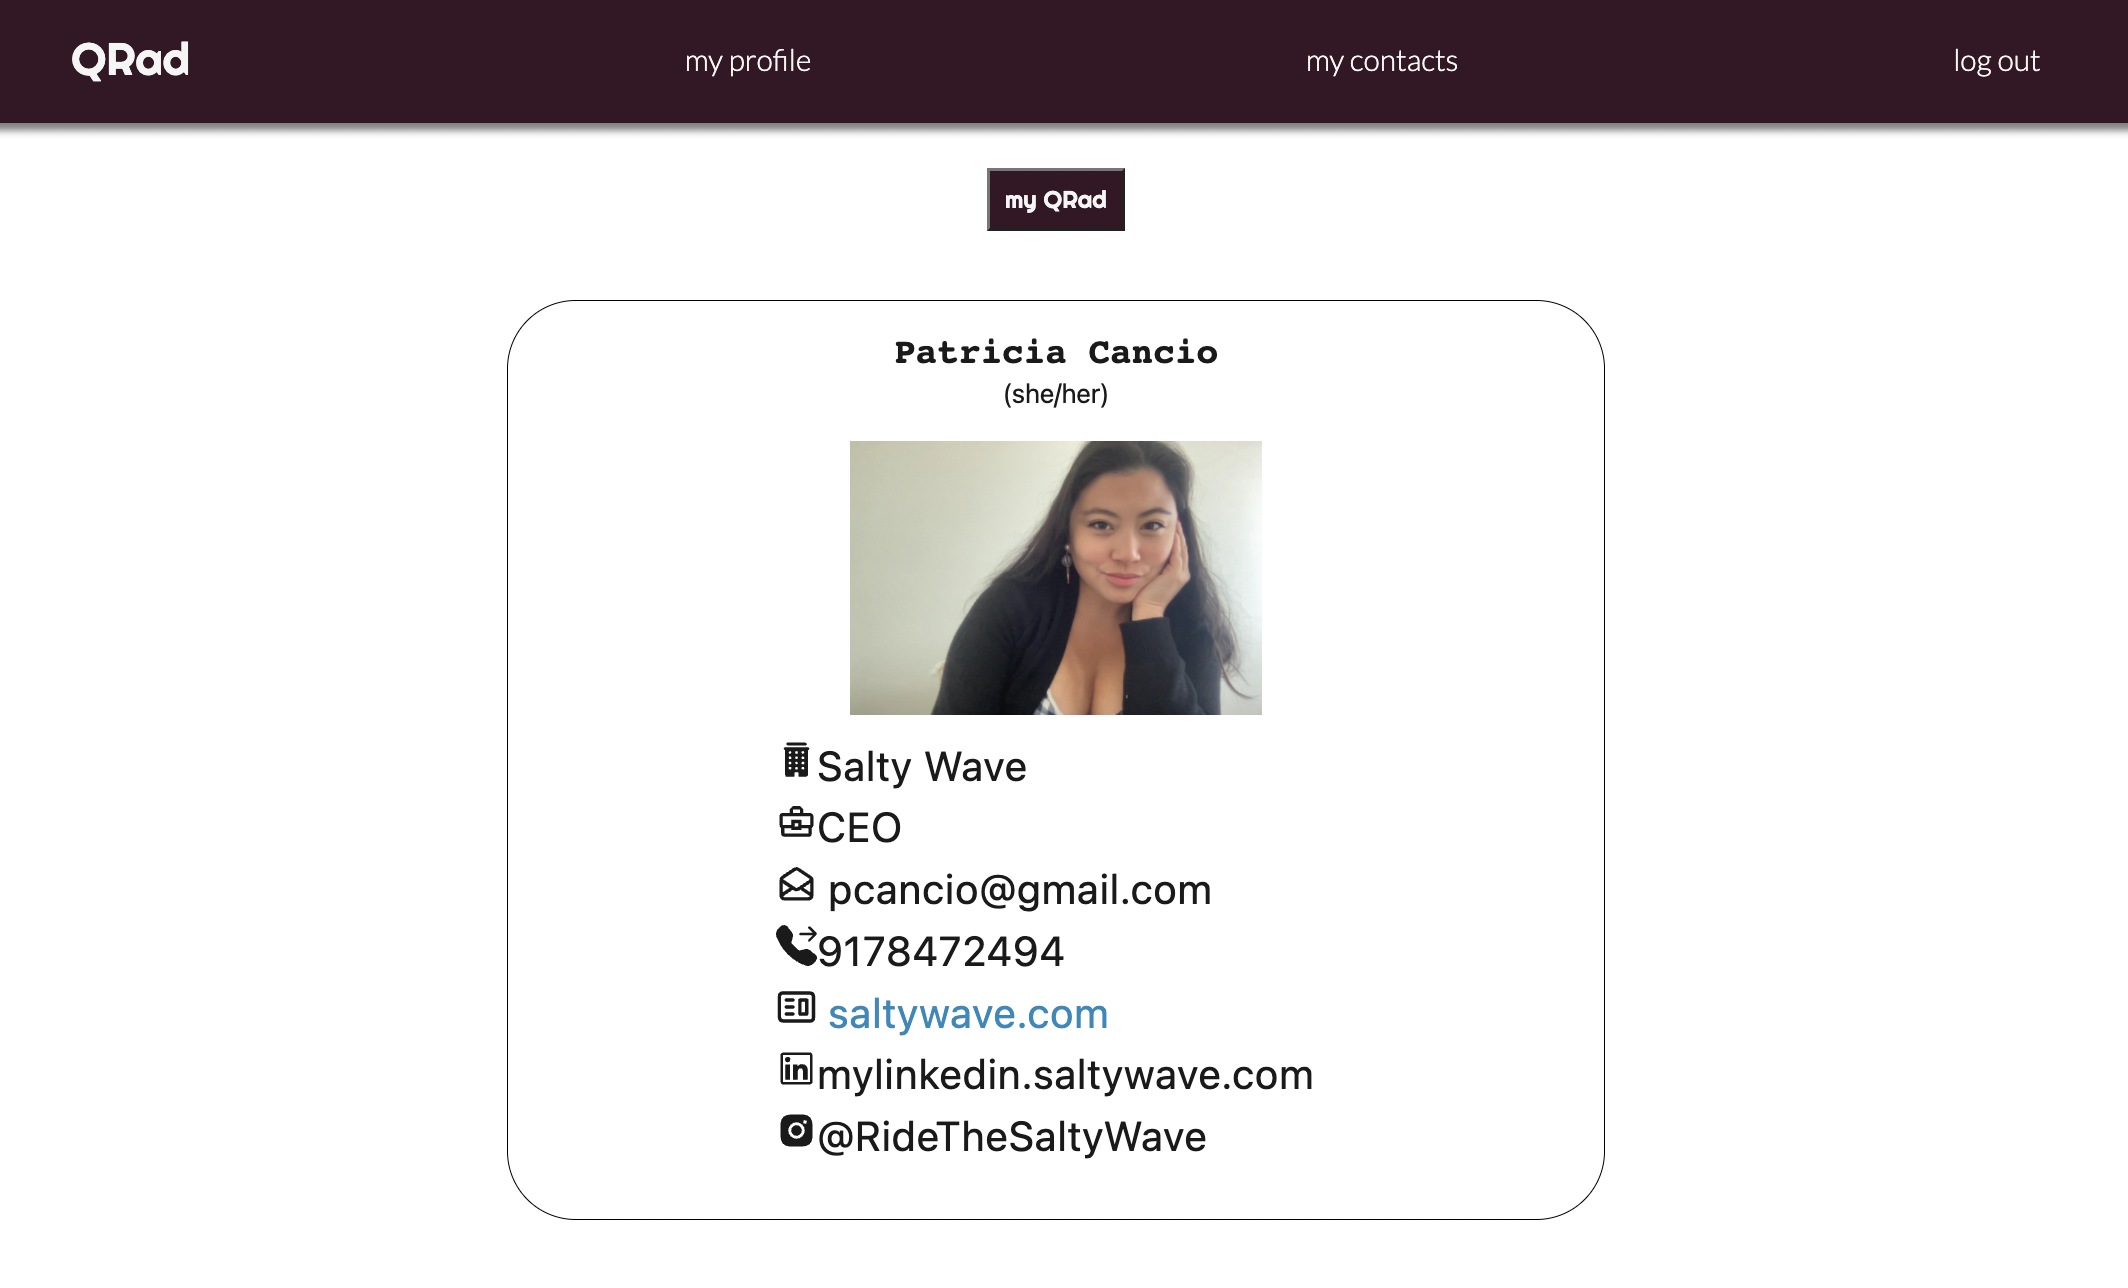 QRad my profile my contacts log out
my QRad
Patricia Cancio
(she/her)
Salty Wave
CEO
pcancio@gmail.com
9178472494
saltywave.com
mylinkedin.saltywave.com
@RideTheSaltyWave